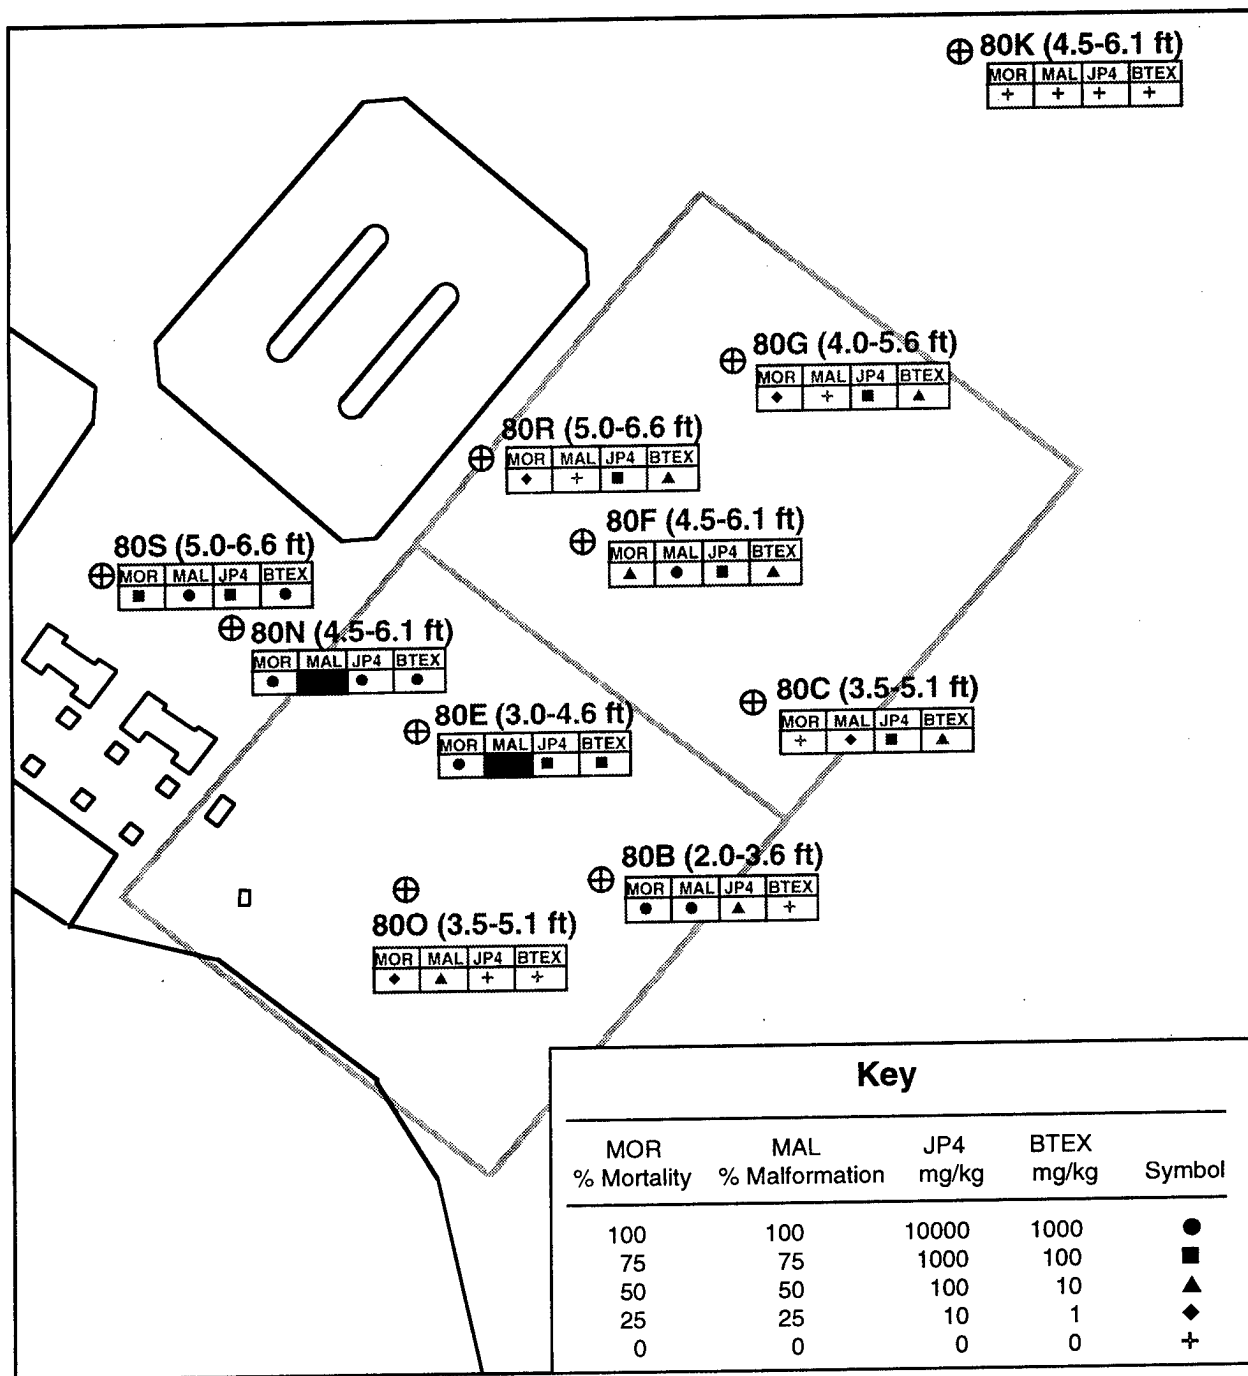 80K (4.5-6.1 ft)
MOR MAL JP4 BTEX
80G (4.0-5.6 ft)
MOR MAL JP4 BTEX
80R (5.0-6.6 ft)
MOR MAL JP4 BTEX
80F (4.5-6.1 ft)
MOR MAL JP4 BTEX
80S (5.0-6.6 ft)
MOR MAL JP4 BTEX
80N (4.5-6.1 ft)
MOR MAL JP4 BTEX
80E (3.0-4.6 ft)
MOR MAL JP4 BTEX
80C (3.5-5.1 ft)
MOR MAL JP4 BTEX
80B (2.0-3.6 ft)
MOR MAL JP4 BTEX
80O (3.5-5.1 ft)
MOR MAL JP4 BTEX
Key
MOR MAL JP4 BTEX
% Mortality % Malformation mg/kg mg/kg Symbol
100 100 10000 1000 ●
75 75 1000 100 ■
50 50 100 10 ▲
25 25 10 1 ◆
0 0 0 0 +